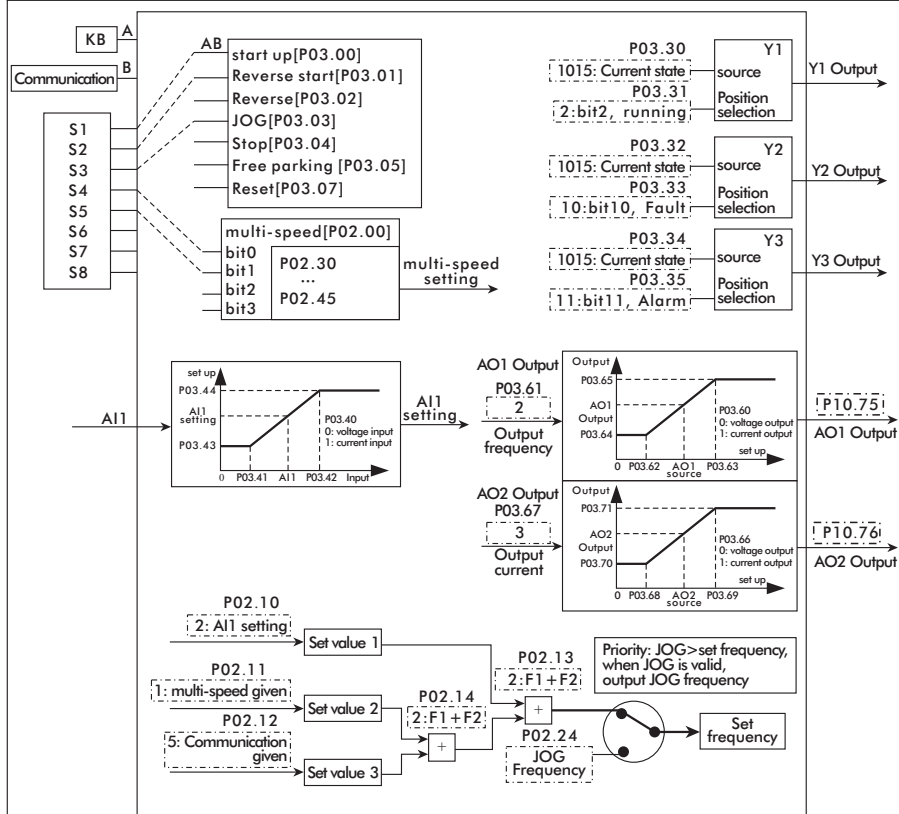 KB
A
Communication
B
S1
S2
S3
S4
S5
S6
S7
S8
AB
start up[P03.00]
Reverse start[P03.01]
Reverse[P03.02]
JOG[P03.03]
Stop[P03.04]
Free parking [P03.05]
Reset[P03.07]
multi-speed[P02.00]
bit0
bit1
bit2
bit3
P02.30
...
P02.45
multi-speed
setting
P03.30
1015: Current state
P03.31
2:bit2, running
Y1
source
Position
selection
Y1 Output
P03.32
1015: Current state
P03.33
10:bit10, Fault
Y2
source
Position
selection
Y2 Output
P03.34
1015: Current state
P03.35
11:bit11, Alarm
Y3
source
Position
selection
Y3 Output
AI1
set up
P03.44
AI1
setting
P03.43
P03.40
0: voltage input
1: current input
0 P03.41 AI1 P03.42 Input
AI1
setting
AO1 Output
P03.61
2
Output
frequency
Output
P03.65
AO1
Output
P03.64
P03.60
0: voltage output
1: current output
set up
0 P03.62 AO1 P03.63
source
P10.75
AO1 Output
AO2 Output
P03.67
3
Output
current
Output
P03.71
AO2
Output
P03.70
P03.66
0: voltage output
1: current output
set up
0 P03.68 AO2 P03.69
source
P10.76
AO2 Output
P02.10
2: AI1 setting
Set value 1
P02.11
1: multi-speed given
Set value 2
P02.12
5: Communication
given
Set value 3
P02.14
2:F1+F2
+
P02.13
2:F1+F2
+
P02.24
JOG
Frequency
Priority: JOG>set frequency,
when JOG is valid,
output JOG frequency
Set
frequency